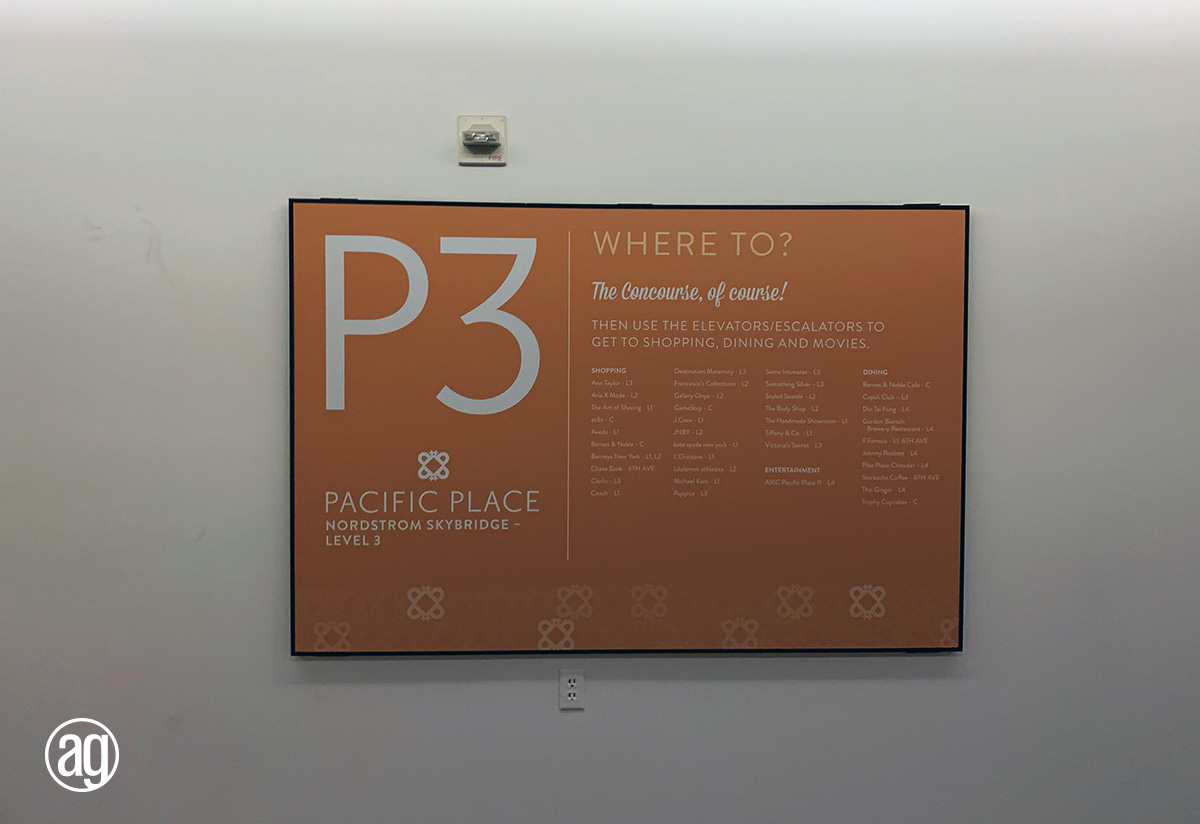 FIRE
P3
PACIFIC PLACE
NORDSTROM SKYBRIDGE –
LEVEL 3
WHERE TO?
The Concourse, of course!
THEN USE THE ELEVATORS/ESCALATORS TO
GET TO SHOPPING, DINING AND MOVIES.
SHOPPING
Ann Taylor - L3
Aria X Moda - L2
The Art of Shaving - L1
Aveda - L1
Barnes & Noble - C
Barneys New York - L1, L2
Chase Bank - 6TH AVE
Clarks - L3
Coach - L1
Destination Maternity - L3
Francesca's Collections - L2
Gallery Onyx - L2
GameStop - C
J.Crew - L1
JNBY - L2
kate spade new york - L1
L'Occitane - L1
lululemon athletica - L2
Michael Kors - L1
Papyrus - L3
Soma Intimates - L3
Something Silver - L3
Styled Seattle - L2
The Body Shop - L2
The Handmade Showroom - L1
Tiffany & Co. - L1
Victoria's Secret - L3
ENTERTAINMENT
AMC Pacific Place 11 - L4
DINING
Barnes & Noble Cafe - C
Capuli Club - L3
Din Tai Fung - L4
Gordon Biersch
Brewery Restaurant - L4
Il Fornaio - L1, 6TH AVE
Johnny Rockets - L4
Pike Place Chowder - L4
Starbucks Coffee - 6TH AVE
Thai Ginger - L4
Trophy Cupcakes - C
ag